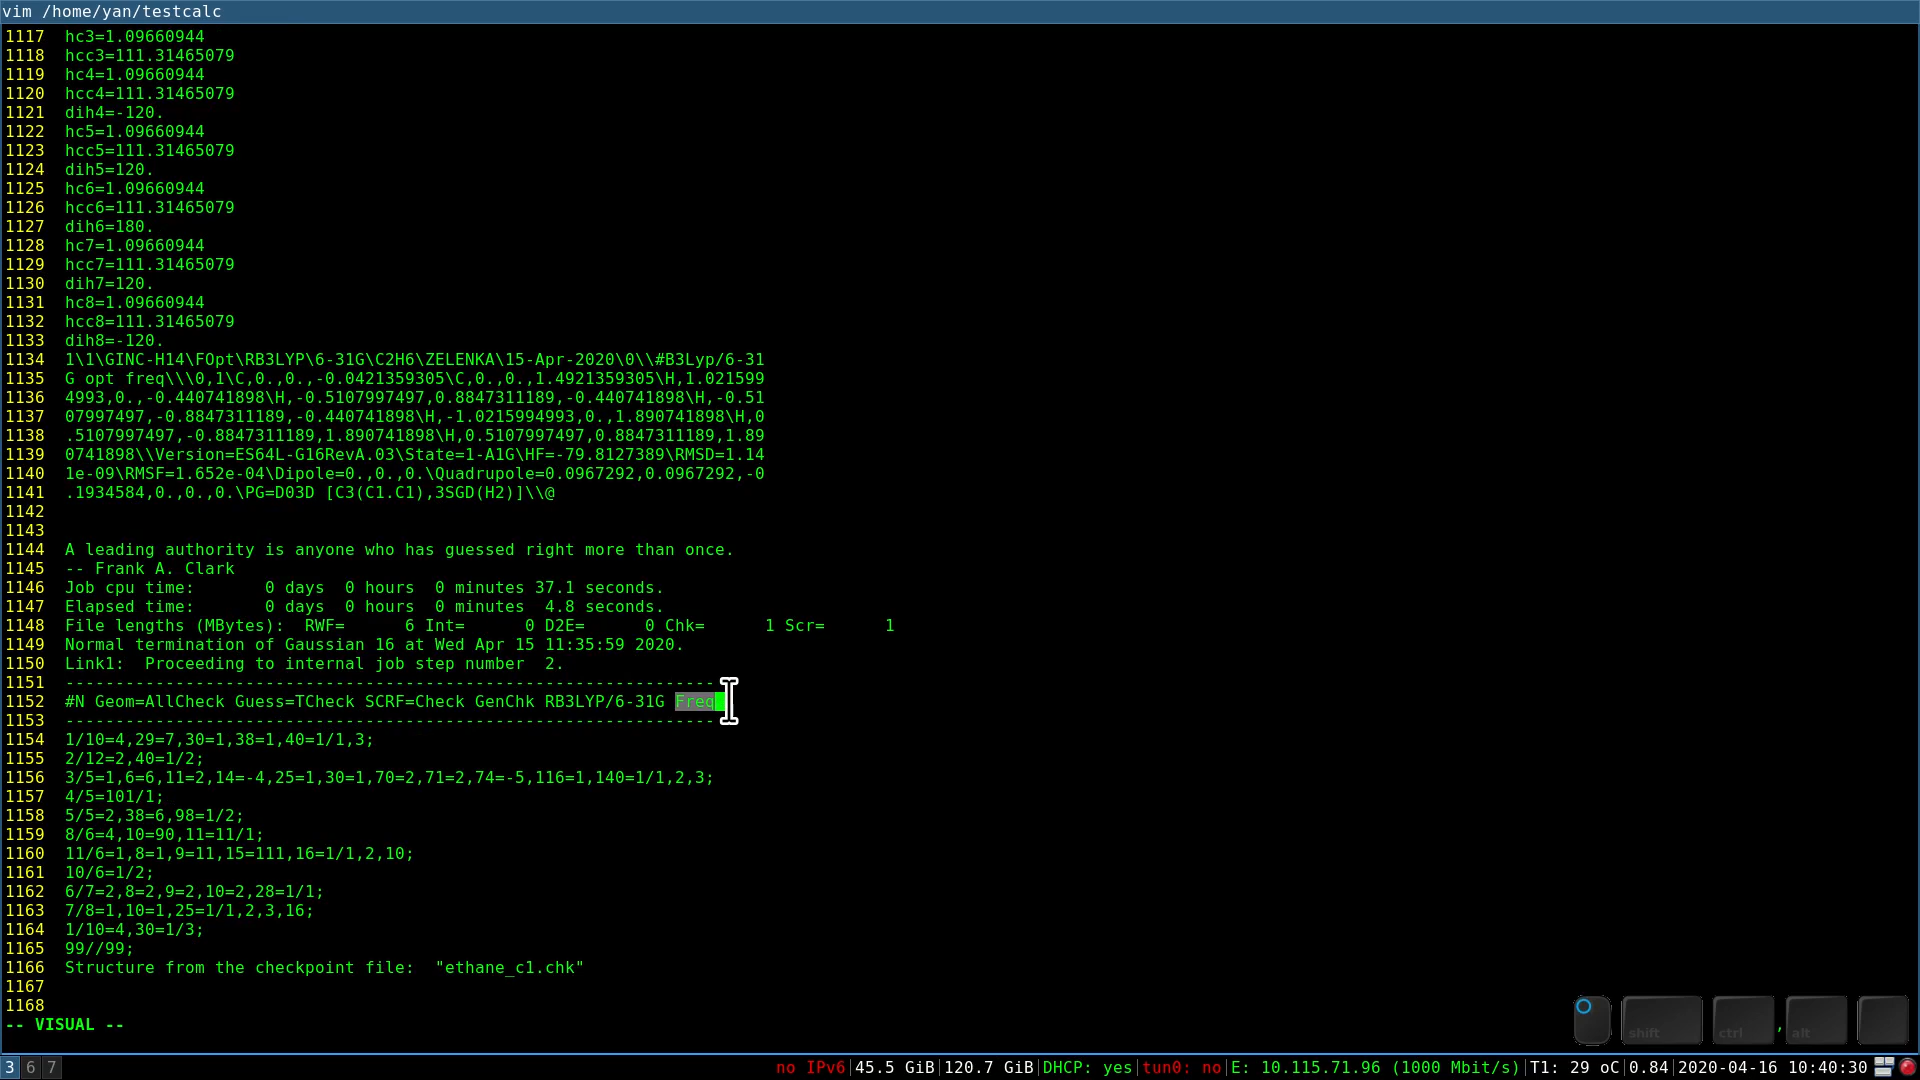 vim /home/yan/testcalc
1117 hc3=1.09660944
1118 hcc3=111.31465079
1119 hc4=1.09660944
1120 hcc4=111.31465079
1121 dih4=-120.
1122 hc5=1.09660944
1123 hcc5=111.31465079
1124 dih5=120.
1125 hc6=1.09660944
1126 hcc6=111.31465079
1127 dih6=180.
1128 hc7=1.09660944
1129 hcc7=111.31465079
1130 dih7=120.
1131 hc8=1.09660944
1132 hcc8=111.31465079
1133 dih8=-120.
1134 1\1\GINC-H14\FOpt\RB3LYP\6-31G\C2H6\ZELENKA\15-Apr-2020\0\\#B3Lyp/6-31
1135 G opt freq\\\0,1\C,0.,0.,-0.0421359305\C,0.,0.,1.4921359305\H,1.021599
1136 4993,0.,-0.440741898\H,-0.5107997497,0.8847311189,-0.440741898\H,-0.51
1137 07997497,-0.8847311189,-0.440741898\H,-1.0215994993,0.,1.890741898\H,0
1138 .5107997497,-0.8847311189,1.890741898\H,0.5107997497,0.8847311189,1.89
1139 0741898\\Version=ES64L-G16RevA.03\State=1-A1G\HF=-79.8127389\RMSD=1.14
1140 1e-09\RMSF=1.652e-04\Dipole=0.,0.,0.\Quadrupole=0.0967292,0.0967292,-0
1141 .1934584,0.,0.,0.\PG=D03D [C3(C1.C1),3SGD(H2)]\\@
1142
1143
1144 A leading authority is anyone who has guessed right more than once.
1145 -- Frank A. Clark
1146 Job cpu time:       0 days  0 hours  0 minutes 37.1 seconds.
1147 Elapsed time:       0 days  0 hours  0 minutes  4.8 seconds.
1148 File lengths (MBytes):  RWF=      6 Int=      0 D2E=      0 Chk=      1 Scr=      1
1149 Normal termination of Gaussian 16 at Wed Apr 15 11:35:59 2020.
1150 Link1:  Proceeding to internal job step number  2.
1151 -----------------------------------------------------------------
1152 #N Geom=AllCheck Guess=TCheck SCRF=Check GenChk RB3LYP/6-31G Freq
1153 -----------------------------------------------------------------
1154 1/10=4,29=7,30=1,38=1,40=1/1,3;
1155 2/12=2,40=1/2;
1156 3/5=1,6=6,11=2,14=-4,25=1,30=1,70=2,71=2,74=-5,116=1,140=1/1,2,3;
1157 4/5=101/1;
1158 5/5=2,38=6,98=1/2;
1159 8/6=4,10=90,11=11/1;
1160 11/6=1,8=1,9=11,15=111,16=1/1,2,10;
1161 10/6=1/2;
1162 6/7=2,8=2,9=2,10=2,28=1/1;
1163 7/8=1,10=1,25=1/1,2,3,16;
1164 1/10=4,30=1/3;
1165 99//99;
1166 Structure from the checkpoint file:  "ethane_c1.chk"
1167
1168
-- VISUAL --
shift ctrl , alt
3 6 7 no IPv6|45.5 GiB|120.7 GiB|DHCP: yes|tun0: no|E: 10.115.71.96 (1000 Mbit/s)|T1: 29 oC|0.84|2020-04-16 10:40:30